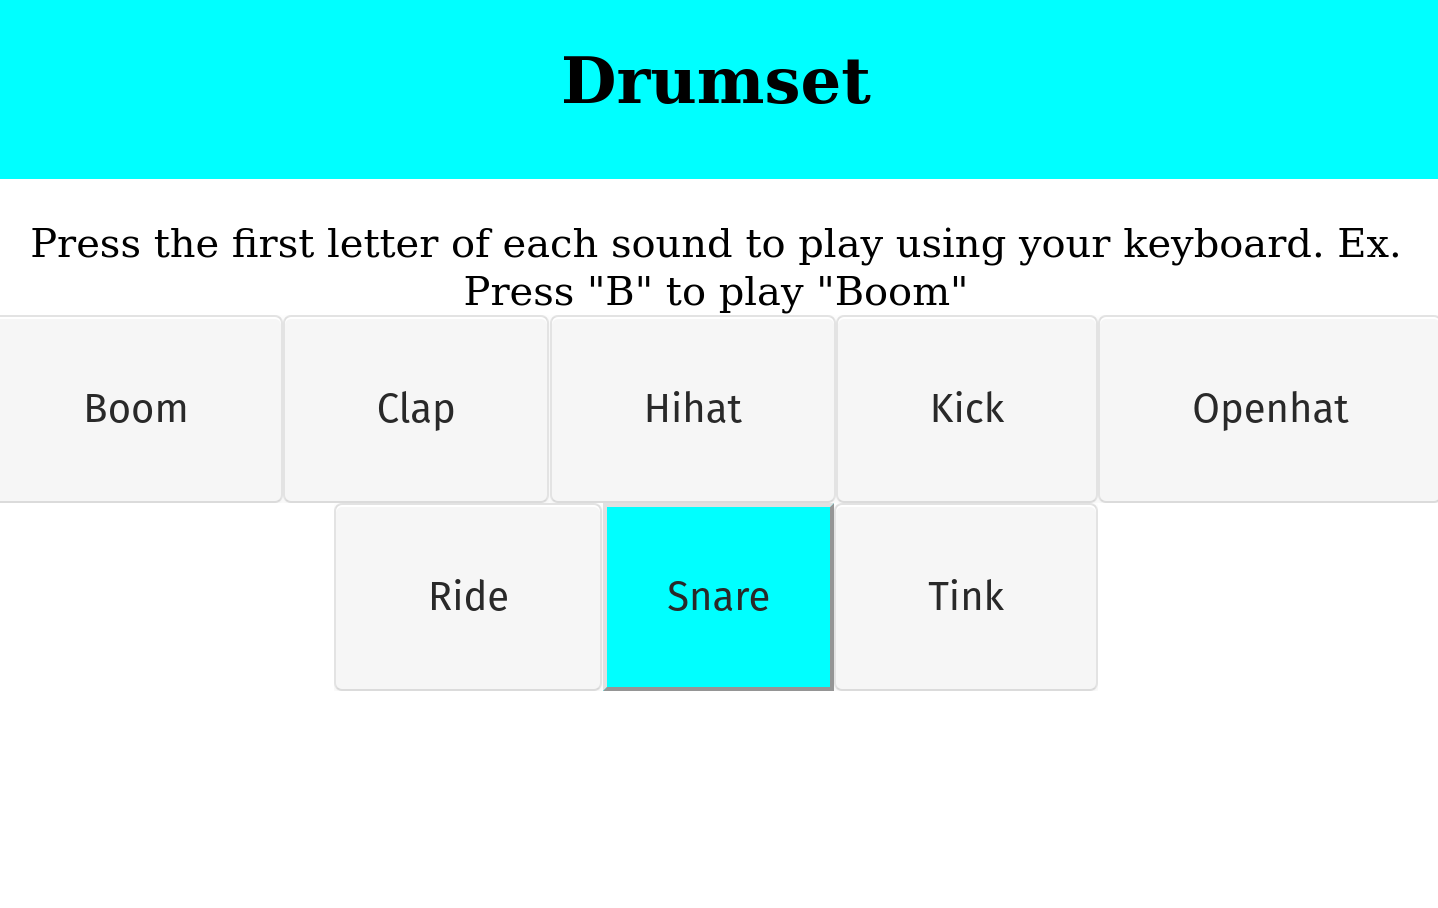 Drumset
Press the first letter of each sound to play using your keyboard. Ex.
Press "B" to play "Boom"
Boom Clap Hihat Kick Openhat
Ride Snare Tink